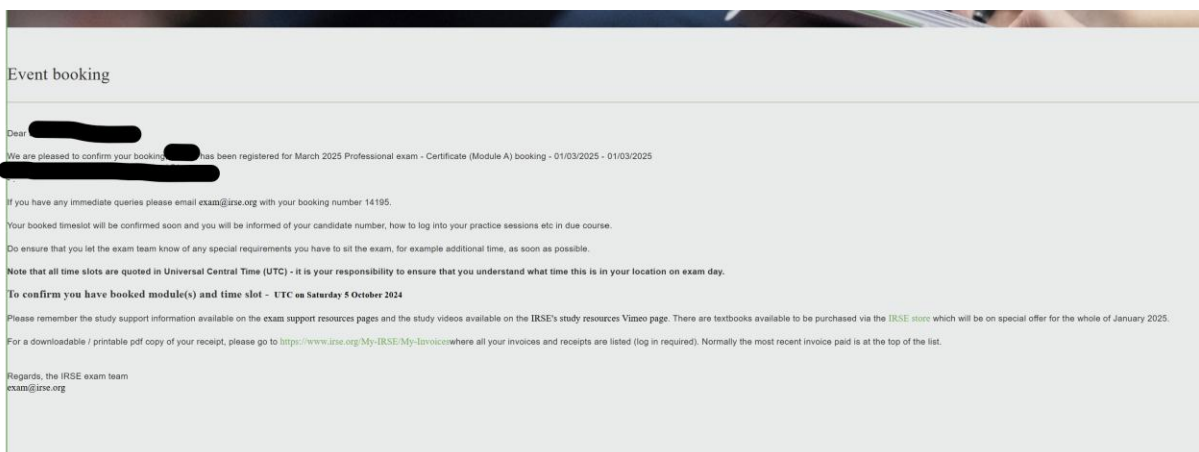 Event booking
Dear
We are pleased to confirm your booking, has been registered for March 2025 Professional exam - Certificate (Module A) booking - 01/03/2025 - 01/03/2025
If you have any immediate queries please email exam@irse.org with your booking number 14195.
Your booked timeslot will be confirmed soon and you will be informed of your candidate number, how to log into your practice sessions etc in due course.
Do ensure that you let the exam team know of any special requirements you have to sit the exam, for example additional time, as soon as possible.
Note that all time slots are quoted in Universal Central Time (UTC) - it is your responsibility to ensure that you understand what time this is in your location on exam day.
To confirm you have booked module(s) and time slot - UTC on Saturday 5 October 2024
Please remember the study support information available on the exam support resources pages and the study videos available on the IRSE's study resources Vimeo page. There are textbooks available to be purchased via the IRSE store which will be on special offer for the whole of January 2025.
For a downloadable / printable pdf copy of your receipt, please go to https://www.irse.org/My-IRSE/My-Invoiceswhere all your invoices and receipts are listed (log in required). Normally the most recent invoice paid is at the top of the list.
Regards, the IRSE exam team
exam@irse.org